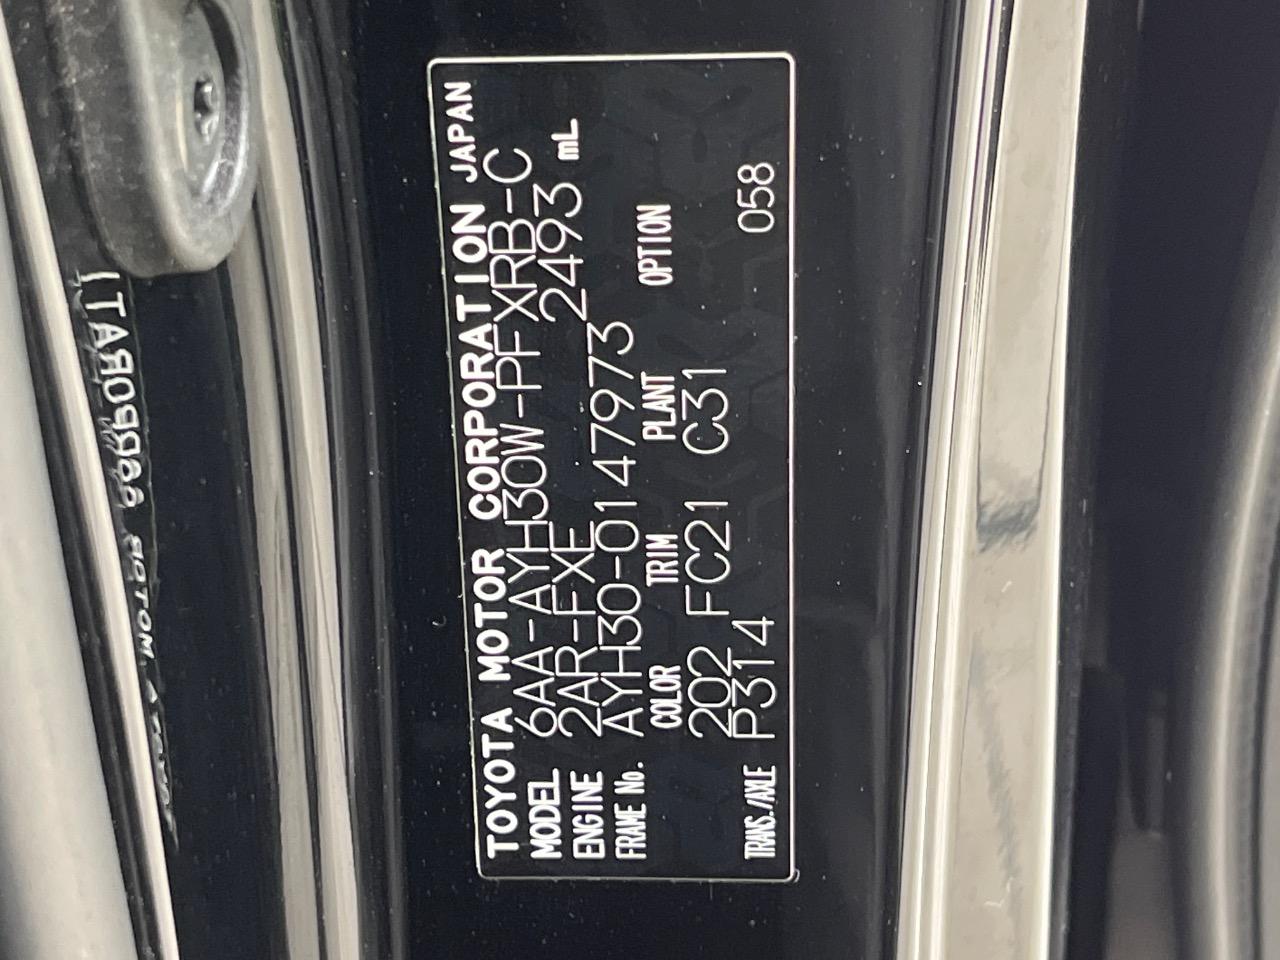 TOYOTA MOTOR CORPORATION JAPAN
MODEL 6AA-AYH30W-PFXRB-C
ENGINE 2AR-FXE 2493 mL
FRAME No. AYH30-0147973
COLOR TRIM PLANT OPTION
202 FC21 C31
TRANS./AXLE P314 058